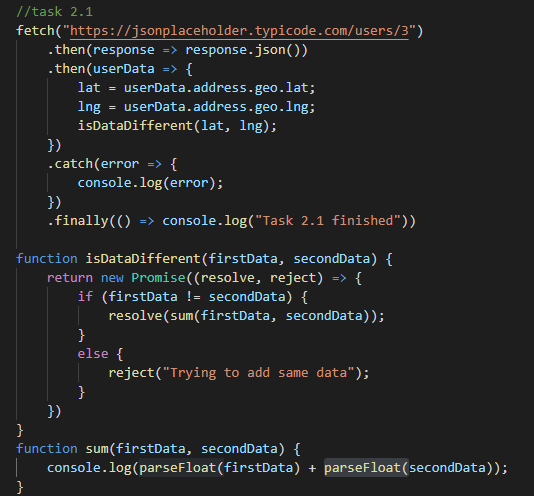 //task 2.1
fetch("https://jsonplaceholder.typicode.com/users/3")
    .then(response => response.json())
    .then(userData => {
        lat = userData.address.geo.lat;
        lng = userData.address.geo.lng;
        isDataDifferent(lat, lng);
    })
    .catch(error => {
        console.log(error);
    })
    .finally(() => console.log("Task 2.1 finished"))

function isDataDifferent(firstData, secondData) {
    return new Promise((resolve, reject) => {
        if (firstData != secondData) {
            resolve(sum(firstData, secondData));
        }
        else {
            reject("Trying to add same data");
        }
    })
}
function sum(firstData, secondData) {
    console.log(parseFloat(firstData) + parseFloat(secondData));
}